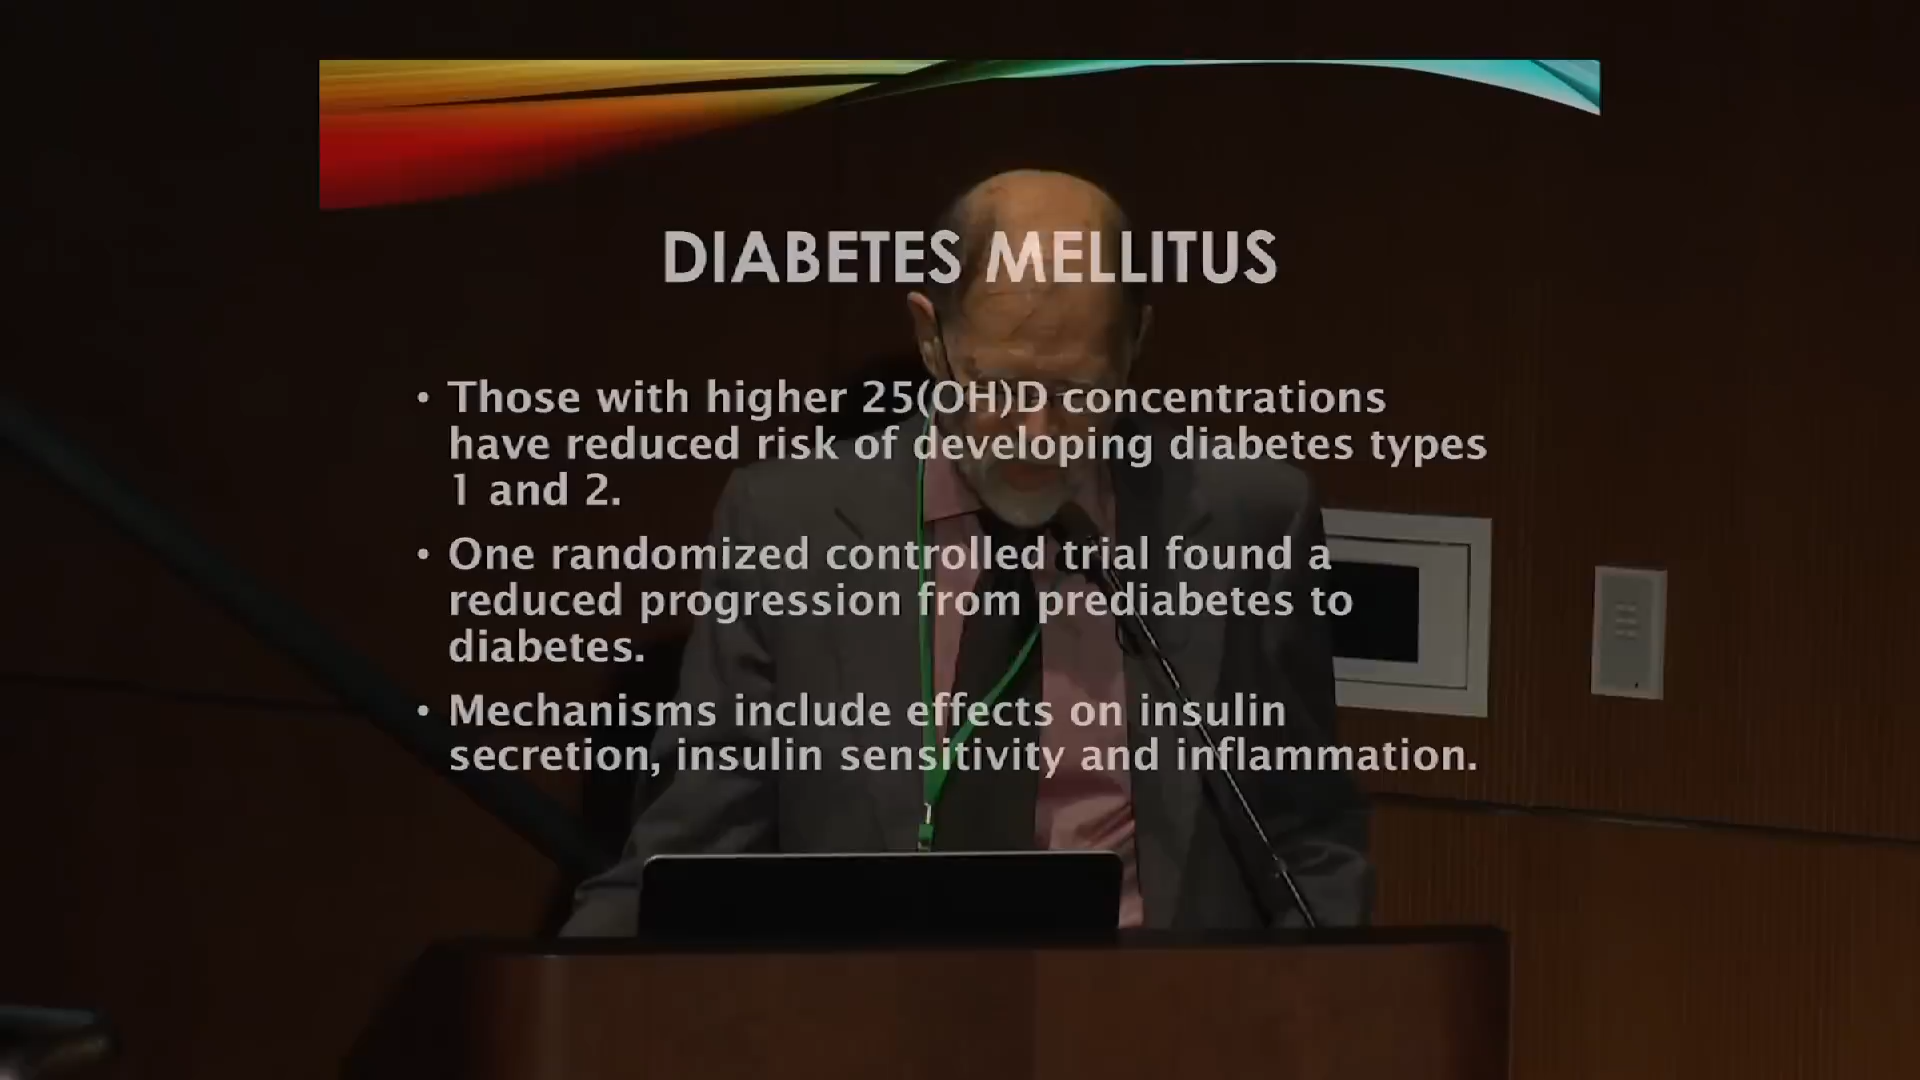 DIABETES MELLITUS
• Those with higher 25(OH)D concentrations
have reduced risk of developing diabetes types
1 and 2.
• One randomized controlled trial found a
reduced progression from prediabetes to
diabetes.
• Mechanisms include effects on insulin
secretion, insulin sensitivity and inflammation.